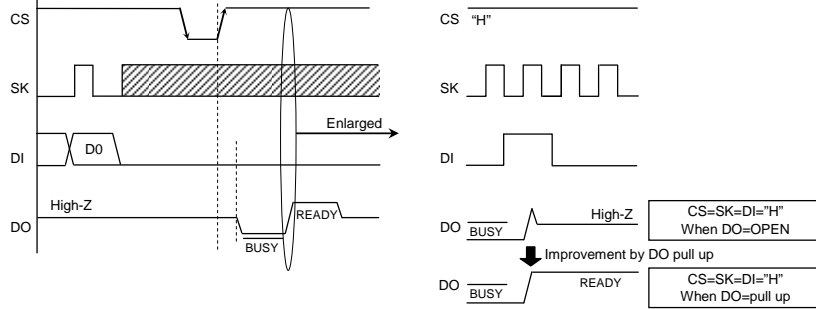 CS
SK
DI
D0
High-Z
DO
BUSY
READY
Enlarged
CS "H"
SK
DI
DO
BUSY
High-Z
CS=SK=DI="H"
When DO=OPEN
Improvement by DO pull up
DO
BUSY
READY
CS=SK=DI="H"
When DO=pull up